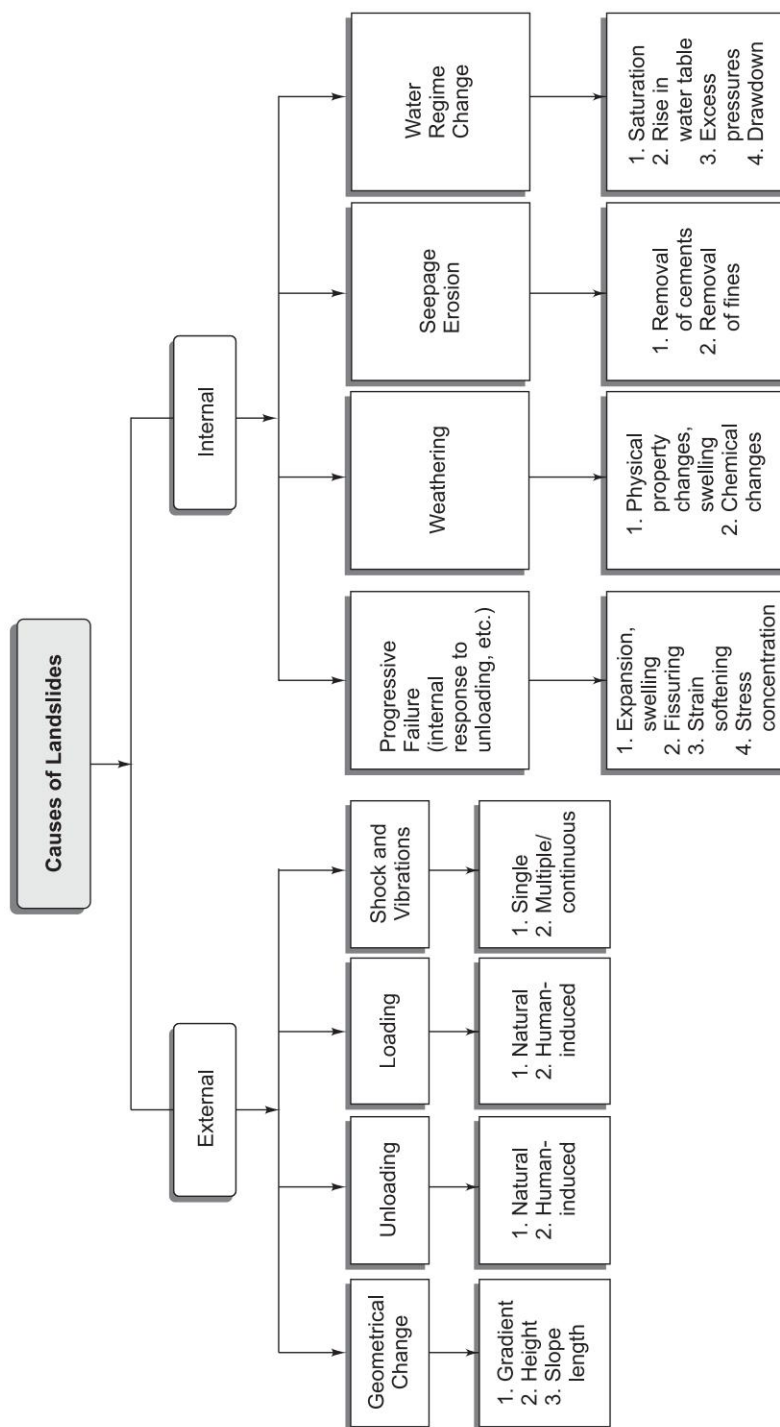 Causes of Landslides
External
Internal
Geometrical
Change
Unloading
Loading
Shock and
Vibrations
Progressive
Failure
(internal
response to
unloading, etc.)
Weathering
Seepage
Erosion
Water
Regime
Change
1. Gradient
2. Height
3. Slope
length
1. Natural
2. Human-
induced
1. Natural
2. Human-
induced
1. Single
2. Multiple/
continuous
1. Expansion,
swelling
2. Fissuring
3. Strain
softening
4. Stress
concentration
1. Physical
property
changes,
swelling
2. Chemical
changes
1. Removal
of cements
2. Removal
of fines
1. Saturation
2. Rise in
water table
3. Excess
pressures
4. Drawdown